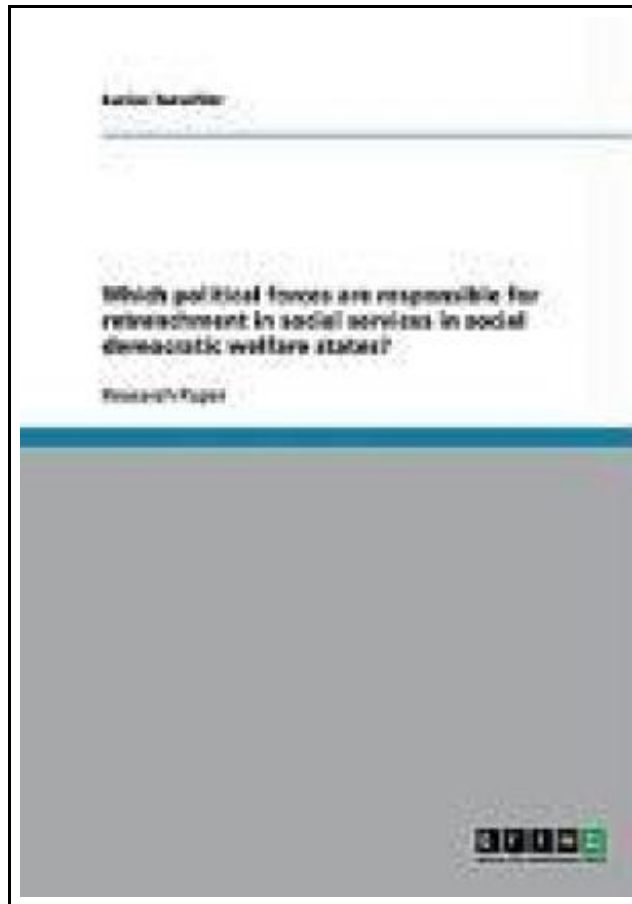 Which political forces are responsible for
retrenchment in social services in social
democratic welfare states?
Research Paper
GRIN